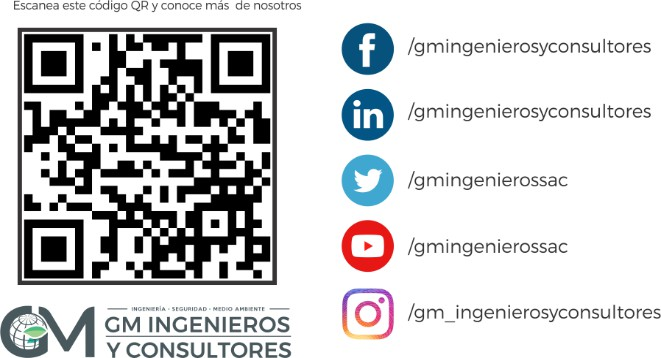 Escanea este código QR y conoce más de nosotros
/gmingenierosyconsultores
/gmingenierosyconsultores
/gmingenierossac
/gmingenierossac
/gm_ingenierosyconsultores
INGENIERÍA · SEGURIDAD · MEDIO AMBIENTE
GM GM INGENIEROS
Y CONSULTORES